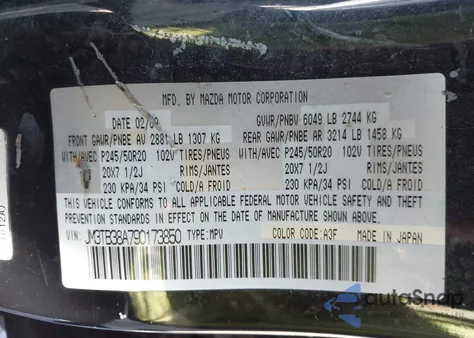 MFD. BY MAZDA MOTOR CORPORATION
DATE 02/09 GVWR/PNBV 6049 LB 2744 KG
FRONT GAWR/PNBE AV 2881 LB 1307 KG REAR GAWR/PNBE AR 3214 LB 1458 KG
WITH/AVEC P245/50R20 102V TIRES/PNEUS WITH/AVEC P245/50R20 102V TIRES/PNEUS
20X7 1/2J RIMS/JANTES 20X7 1/2J RIMS/JANTES
230 KPA/34 PSI COLD/A FROID 230 KPA/34 PSI COLD/A FROID
THIS VEHICLE CONFORMS TO ALL APPLICABLE FEDERAL MOTOR VEHICLE SAFETY AND THEFT
PREVENTION STANDARDS IN EFFECT ON THE DATE OF MANUFACTURE SHOWN ABOVE.
VIN: JM3TB38A790173850 TYPE:MPV COLOR CODE: A3F MADE IN JAPAN
012A)
autoSnap